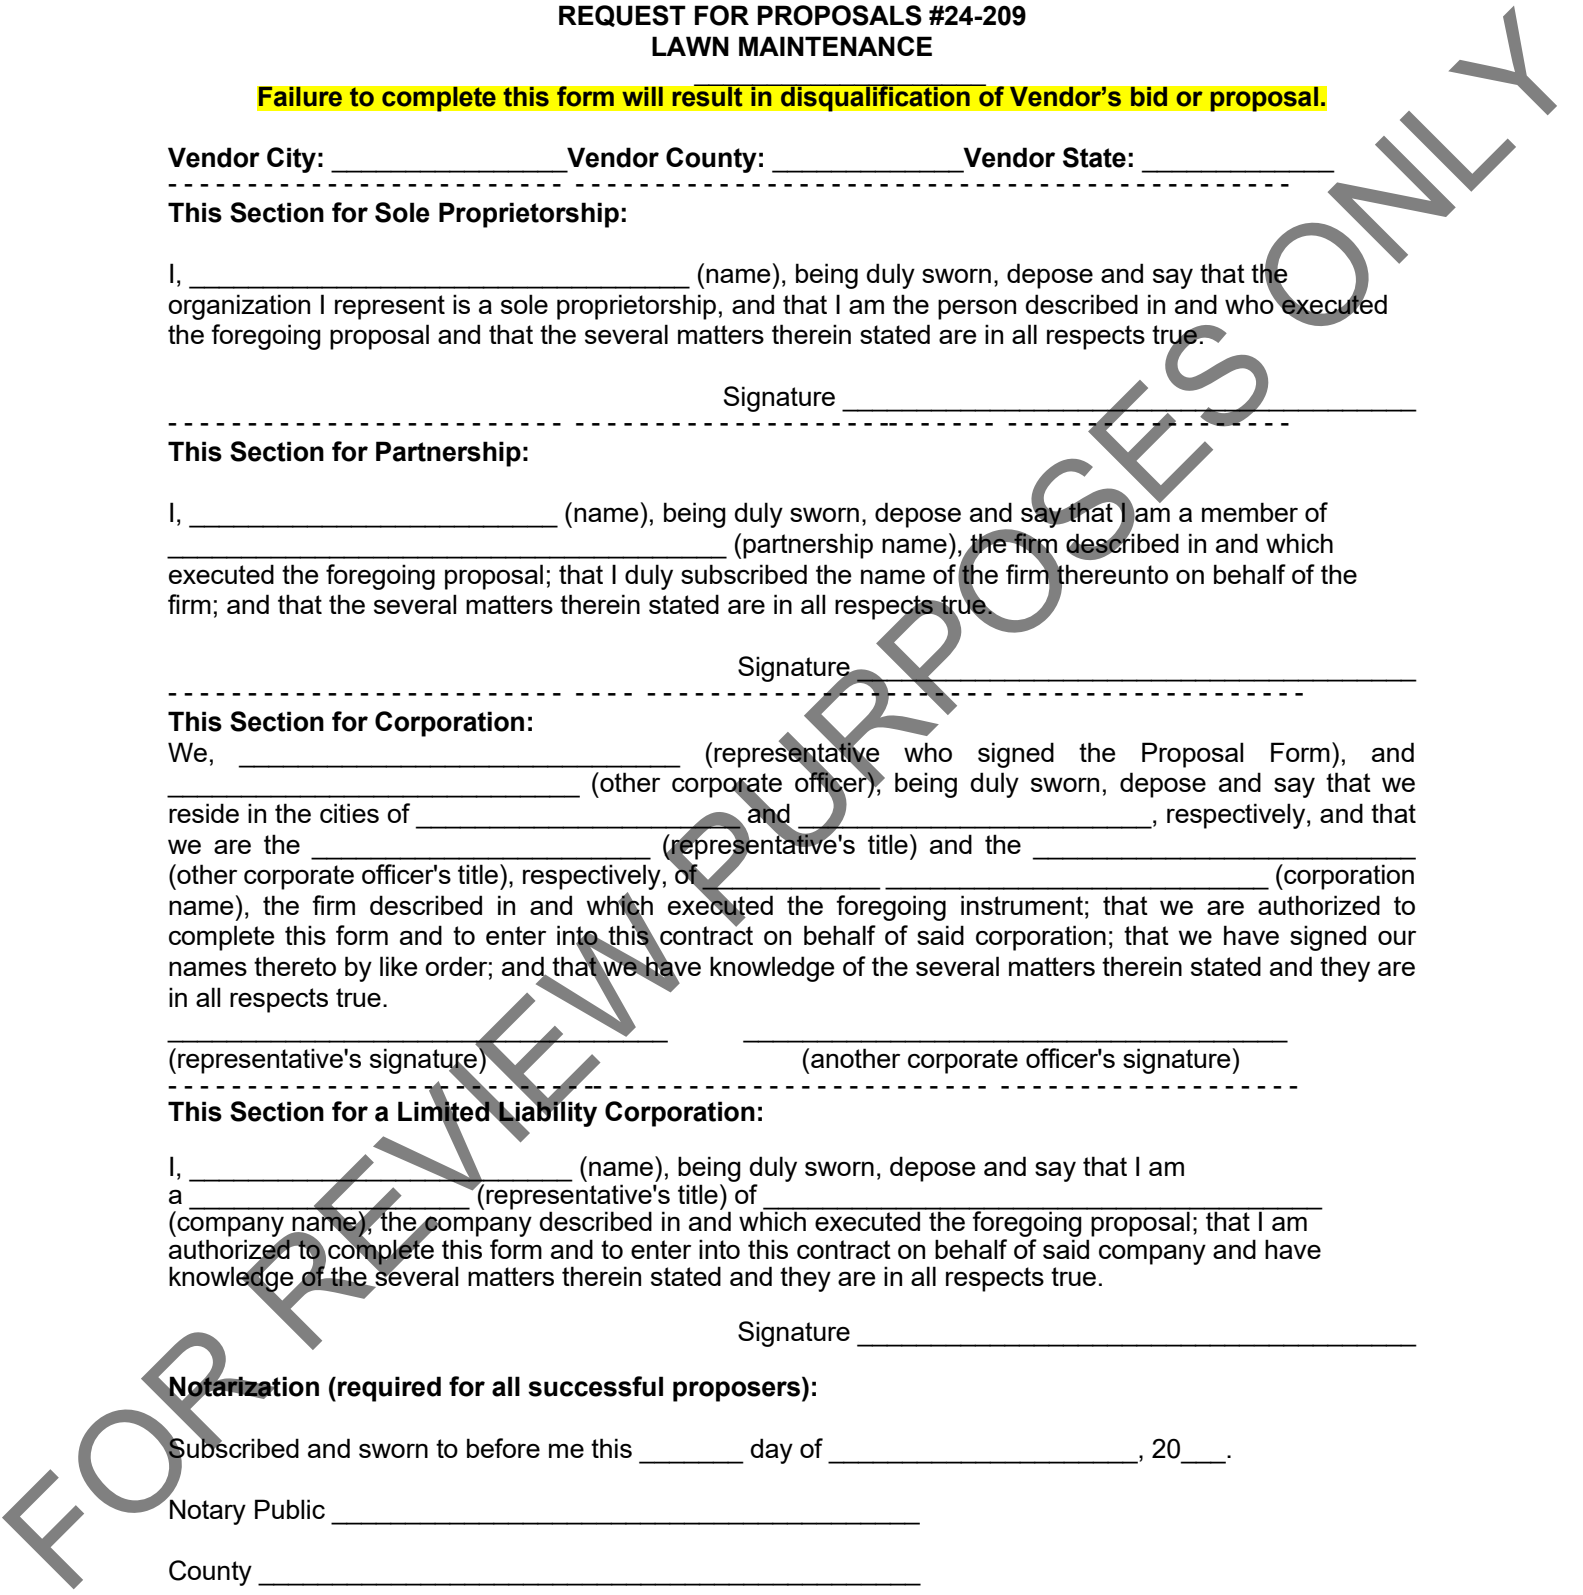 REQUEST FOR PROPOSALS #24-209
LAWN MAINTENANCE
____________________
Failure to complete this form will result in disqualification of Vendor’s bid or proposal.
Vendor City: ________________Vendor County: _____________Vendor State: _____________
- - - - - - - - - - - - - - - - - - - - - - - - - - - - - - - - - - - - - - - - - - - - - - - - - - - - - - - - - - - - - - - - - - - - - -
This Section for Sole Proprietorship:
I, __________________________________ (name), being duly sworn, depose and say that the
organization I represent is a sole proprietorship, and that I am the person described in and who executed
the foregoing proposal and that the several matters therein stated are in all respects true.
Signature _______________________________________
- - - - - - - - - - - - - - - - - - - - - - - - - - - - - - - - - - - - - - - - - - - - -- - - - - - - - - - - - - - - - - - - - - - - - -
This Section for Partnership:
I, _________________________ (name), being duly sworn, depose and say that I am a member of
______________________________________ (partnership name), the firm described in and which
executed the foregoing proposal; that I duly subscribed the name of the firm thereunto on behalf of the
firm; and that the several matters therein stated are in all respects true.
Signature ______________________________________
- - - - - - - - - - - - - - - - - - - - - - - - - - - - - - - - - - - - - - - - - - - - - - - - - - - - - - - - - - - - - - - - - - - - - -
This Section for Corporation:
We, ______________________________ (representative who signed the Proposal Form), and
____________________________ (other corporate officer), being duly sworn, depose and say that we
reside in the cities of ______________________ and ________________________, respectively, and that
we are the _______________________ (representative's title) and the __________________________
(other corporate officer's title), respectively, of ____________ __________________________ (corporation
name), the firm described in and which executed the foregoing instrument; that we are authorized to
complete this form and to enter into this contract on behalf of said corporation; that we have signed our
names thereto by like order; and that we have knowledge of the several matters therein stated and they are
in all respects true.
__________________________________ _____________________________________
(representative's signature) (another corporate officer's signature)
- - - - - - - - - - - - - - - - - - - - - - - - - - -- - - - - - - - - - - - - - - - - - - - - - - - - - - - - - - - - - - - - - - - - - - -
This Section for a Limited Liability Corporation:
I, __________________________ (name), being duly sworn, depose and say that I am
a ___________________ (representative's title) of ______________________________________
(company name), the company described in and which executed the foregoing proposal; that I am
authorized to complete this form and to enter into this contract on behalf of said company and have
knowledge of the several matters therein stated and they are in all respects true.
Signature ______________________________________
Notarization (required for all successful proposers):
Subscribed and sworn to before me this _______ day of _____________________, 20___.
Notary Public ________________________________________
County _____________________________________________
FOR REVIEW PURPOSES ONLY